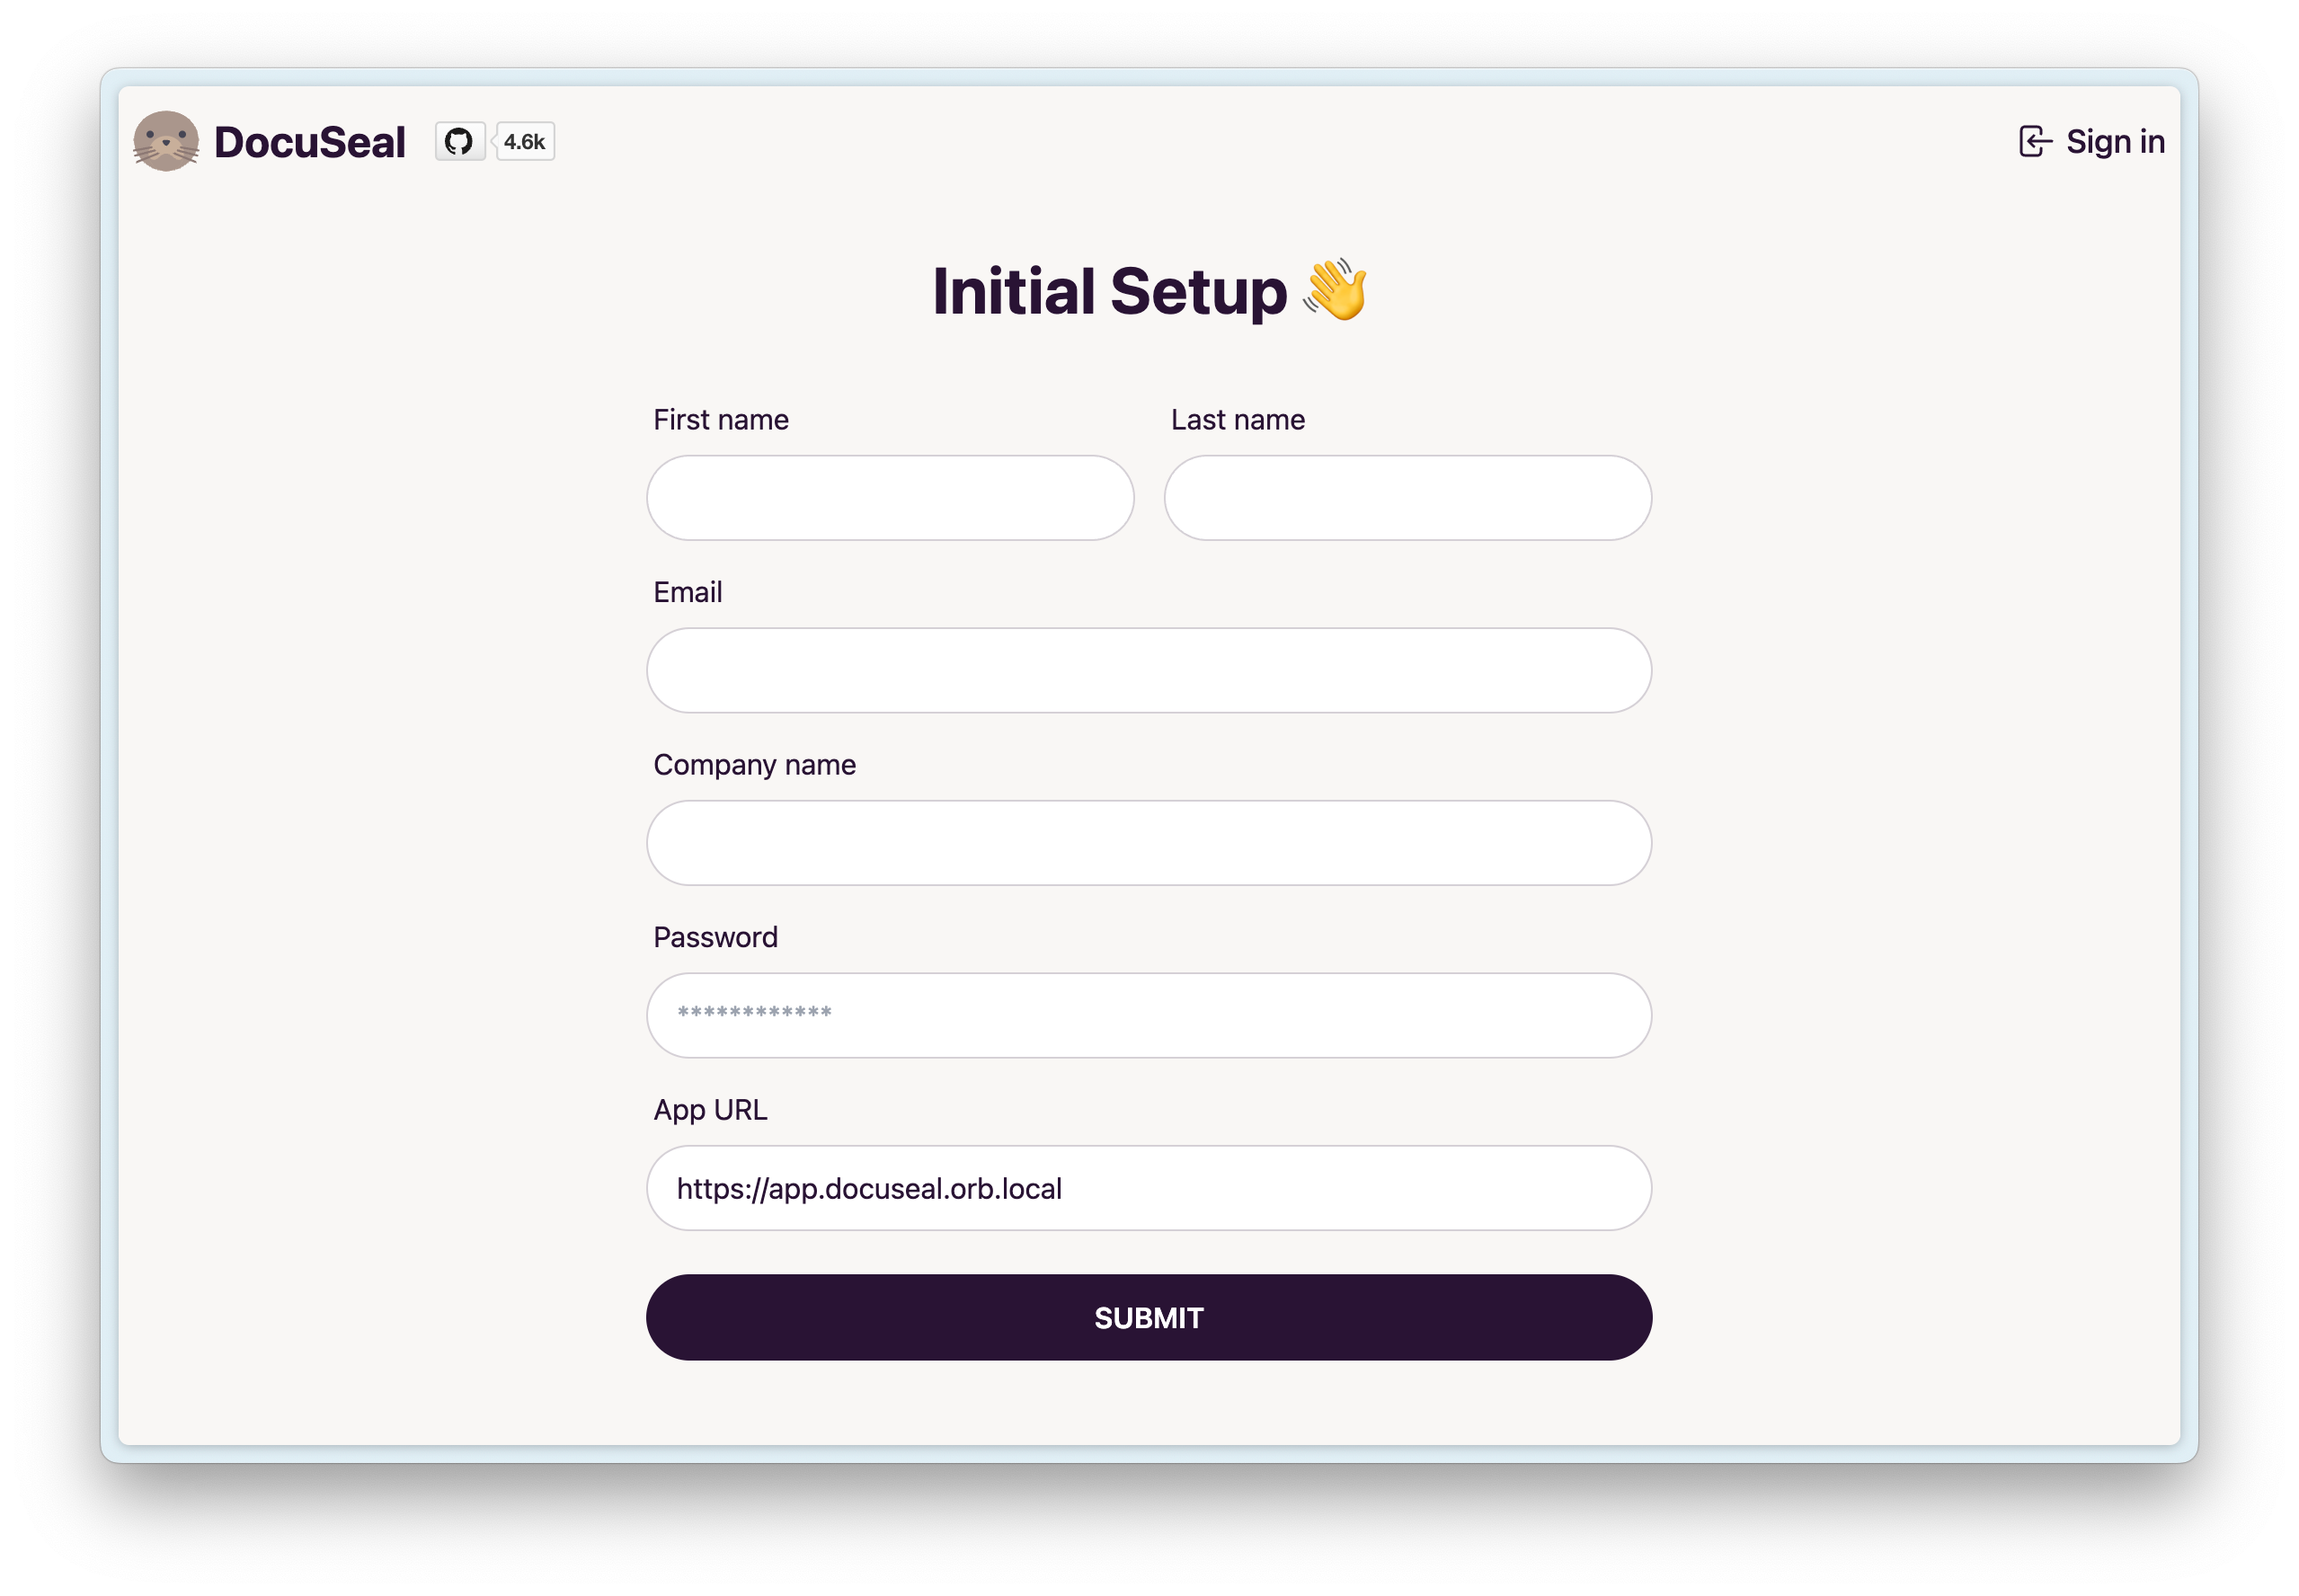 DocuSeal 4.6k Sign in
Initial Setup 👋
First name Last name
Email
Company name
Password
************
App URL
https://app.docuseal.orb.local
SUBMIT